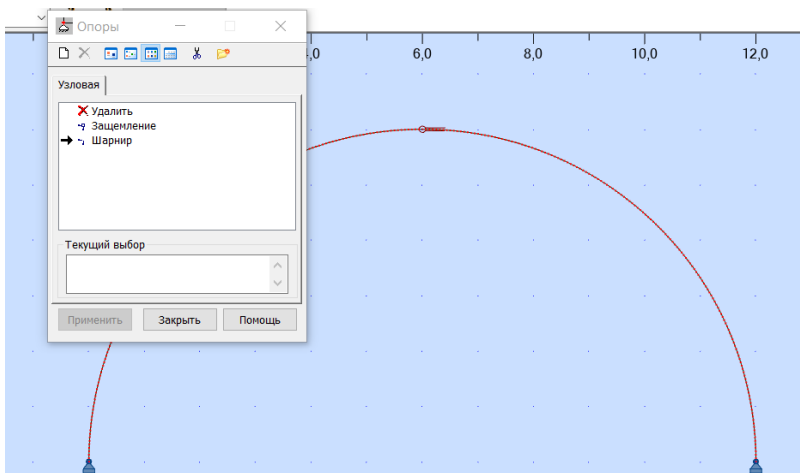 Опоры
,0 6,0 8,0 10,0 12,0
Узловая
Удалить
Защемление
Шарнир
Текущий выбор
Применить Закрыть Помощь